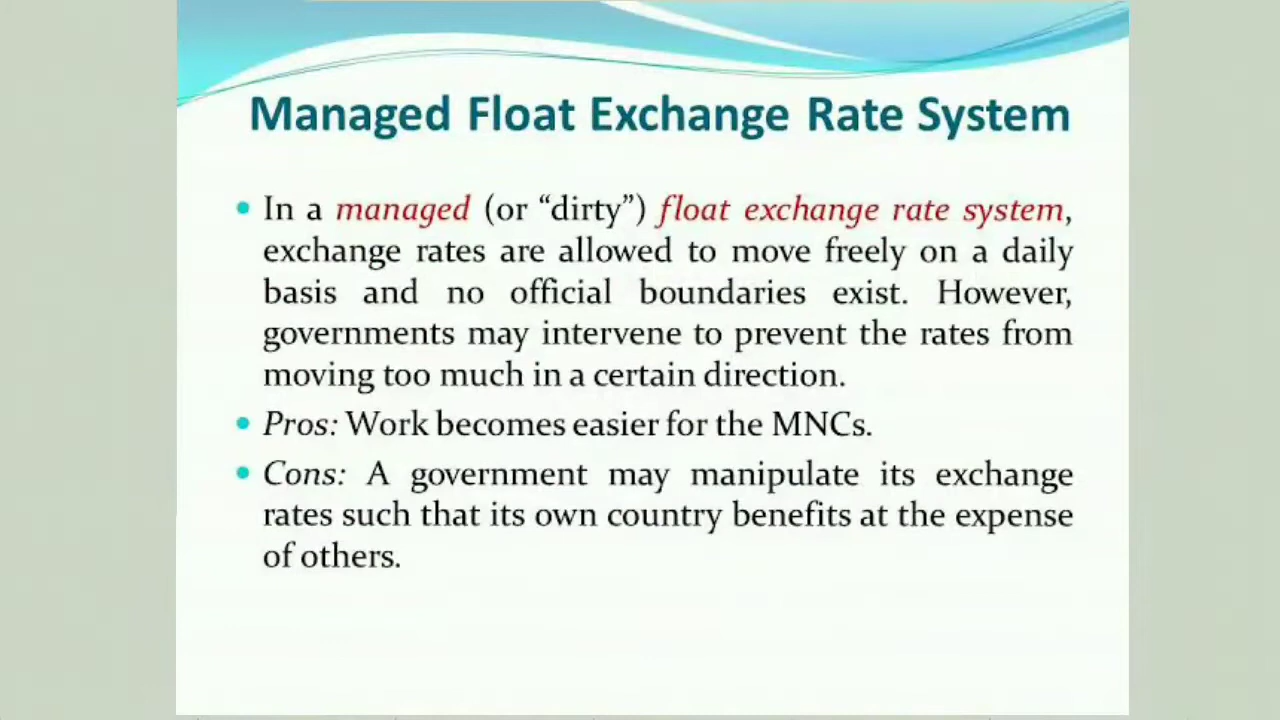 Managed Float Exchange Rate System
• In a managed (or “dirty”) float exchange rate system,
exchange rates are allowed to move freely on a daily
basis and no official boundaries exist. However,
governments may intervene to prevent the rates from
moving too much in a certain direction.
• Pros: Work becomes easier for the MNCs.
• Cons: A government may manipulate its exchange
rates such that its own country benefits at the expense
of others.